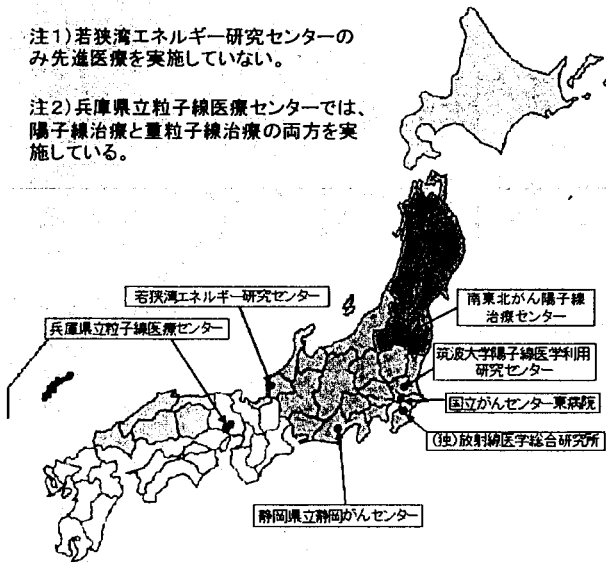 注1)若狭湾エネルギー研究センターの
み先進医療を実施していない。
注2)兵庫県立粒子線医療センターでは、
陽子線治療と重粒子線治療の両方を実
施している。
若狭湾エネルギー研究センター
兵庫県立粒子線医療センター
南東北がん陽子線
治療センター
筑波大学陽子線医学利用
研究センター
国立がんセンター東病院
(独)放射線医学総合研究所
静岡県立静岡がんセンター